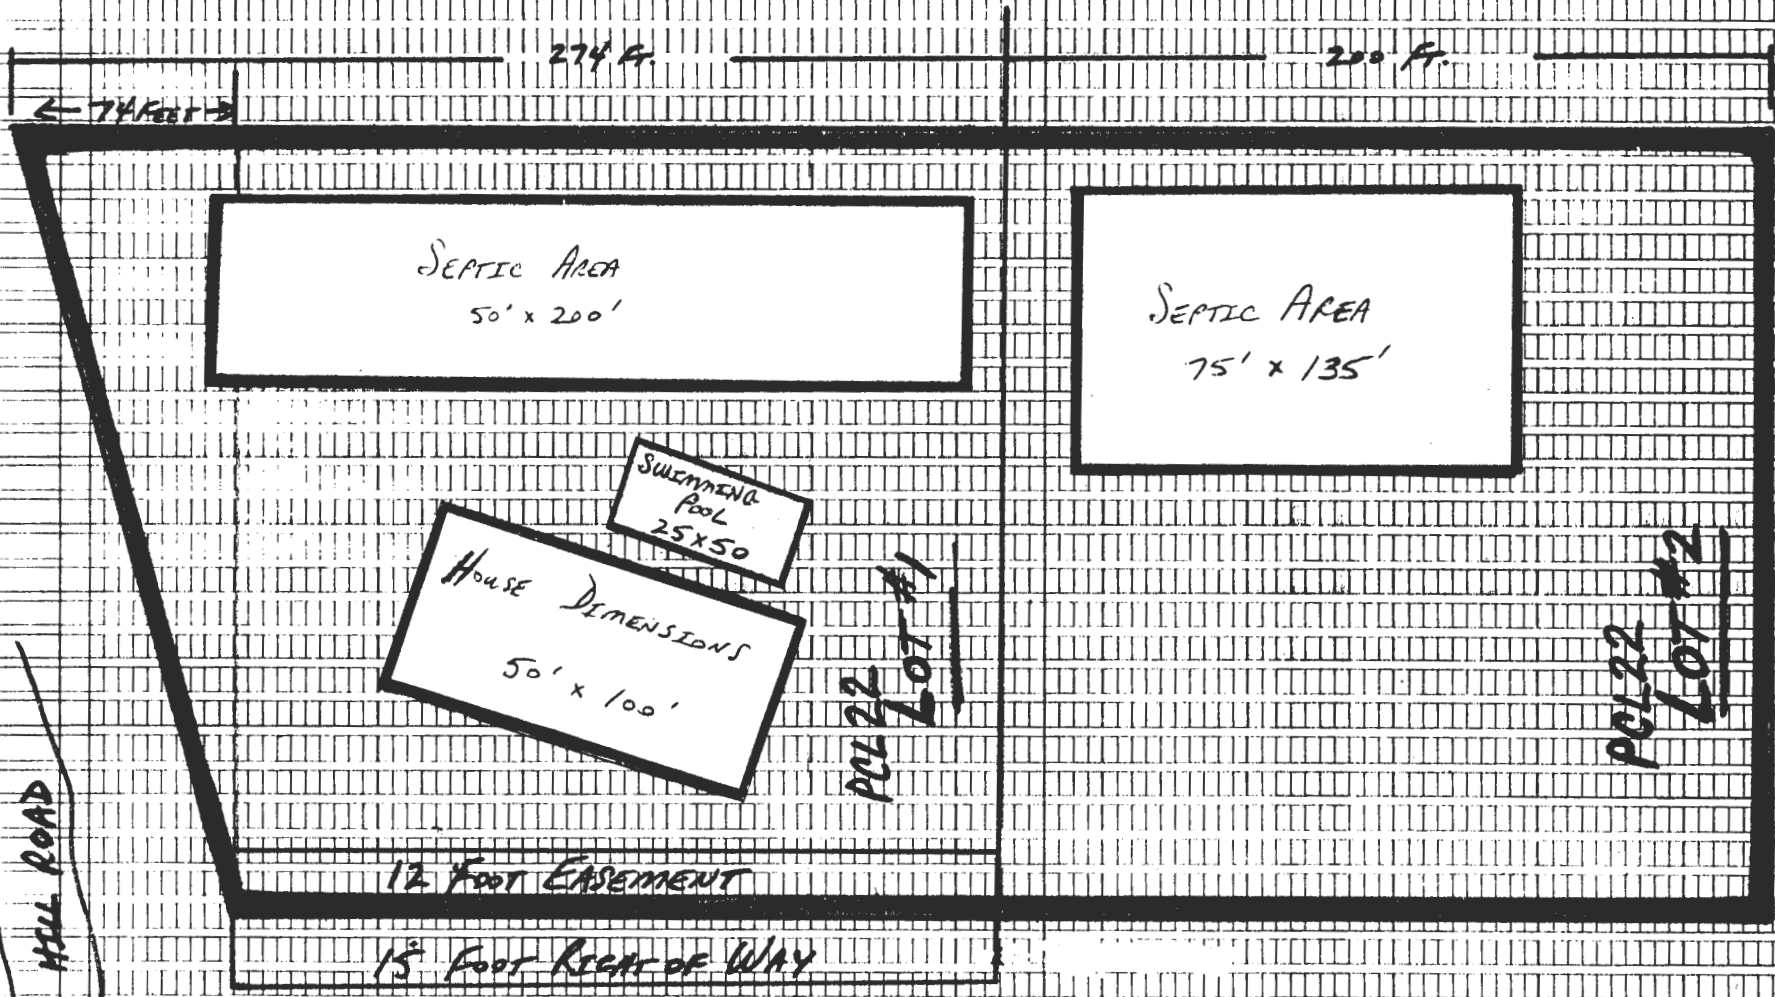 274 Ft.
200 Ft.
74 FEET
SEPTIC AREA
50' x 200'
SEPTIC AREA
75' x 135'
SWIMMING
POOL
25 x 50
HOUSE DIMENSIONS
50' x 100'
PCL 22
LOT #1
PCL 22
LOT #2
HILL ROAD
12 FOOT EASEMENT
15 FOOT RIGHT OF WAY